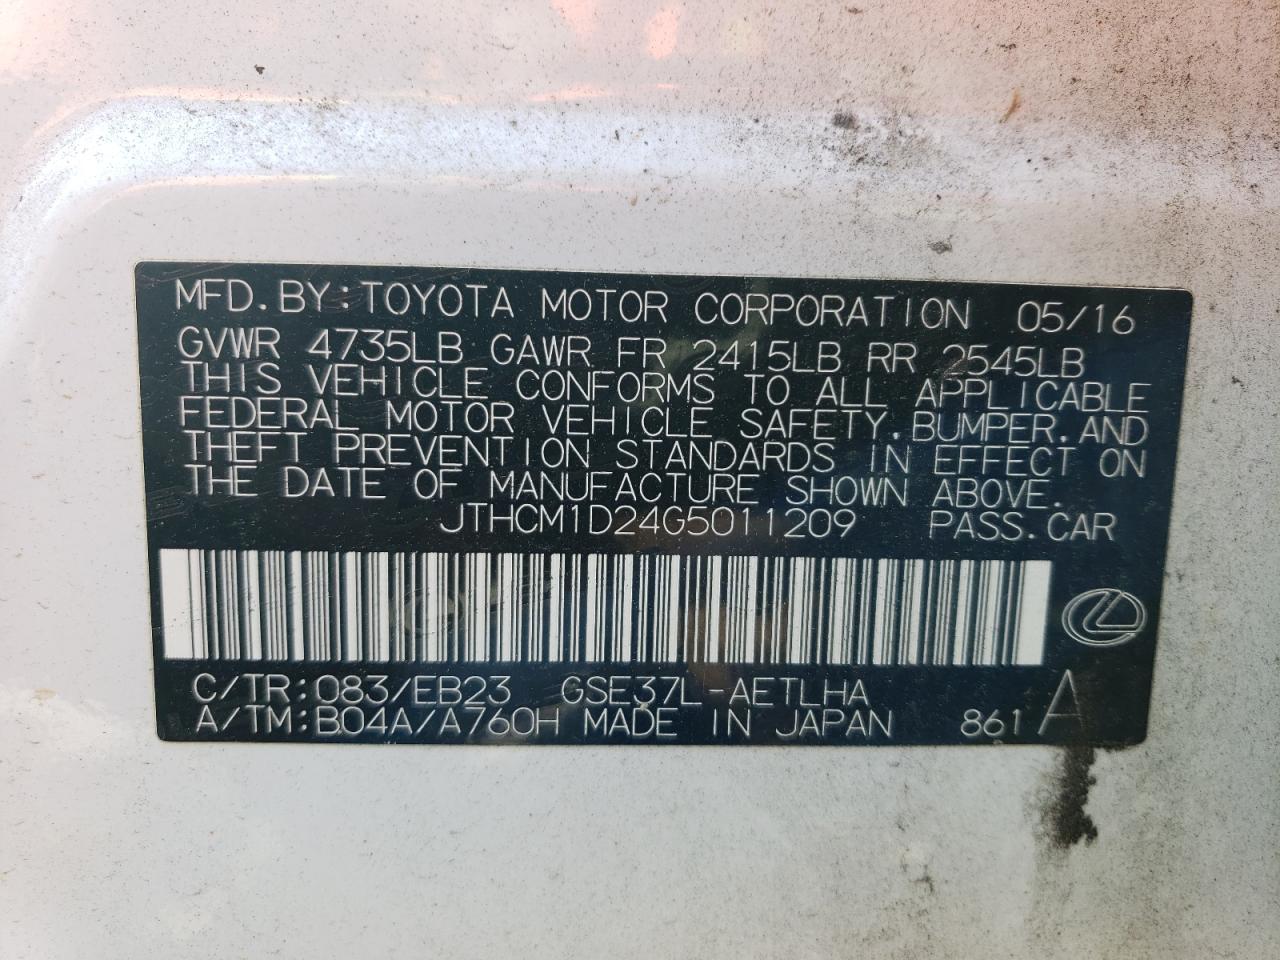 MFD.BY:TOYOTA MOTOR CORPORATION 05/16
GVWR 4735LB GAWR FR 2415LB RR 2545LB
THIS VEHICLE CONFORMS TO ALL APPLICABLE
FEDERAL MOTOR VEHICLE SAFETY,BUMPER,AND
THEFT PREVENTION STANDARDS IN EFFECT ON
THE DATE OF MANUFACTURE SHOWN ABOVE.
JTHCM1D24G5011209 PASS.CAR
C/TR:083/EB23 GSE37L-AETLHA
A/TM:B04A/A760H MADE IN JAPAN 861 A